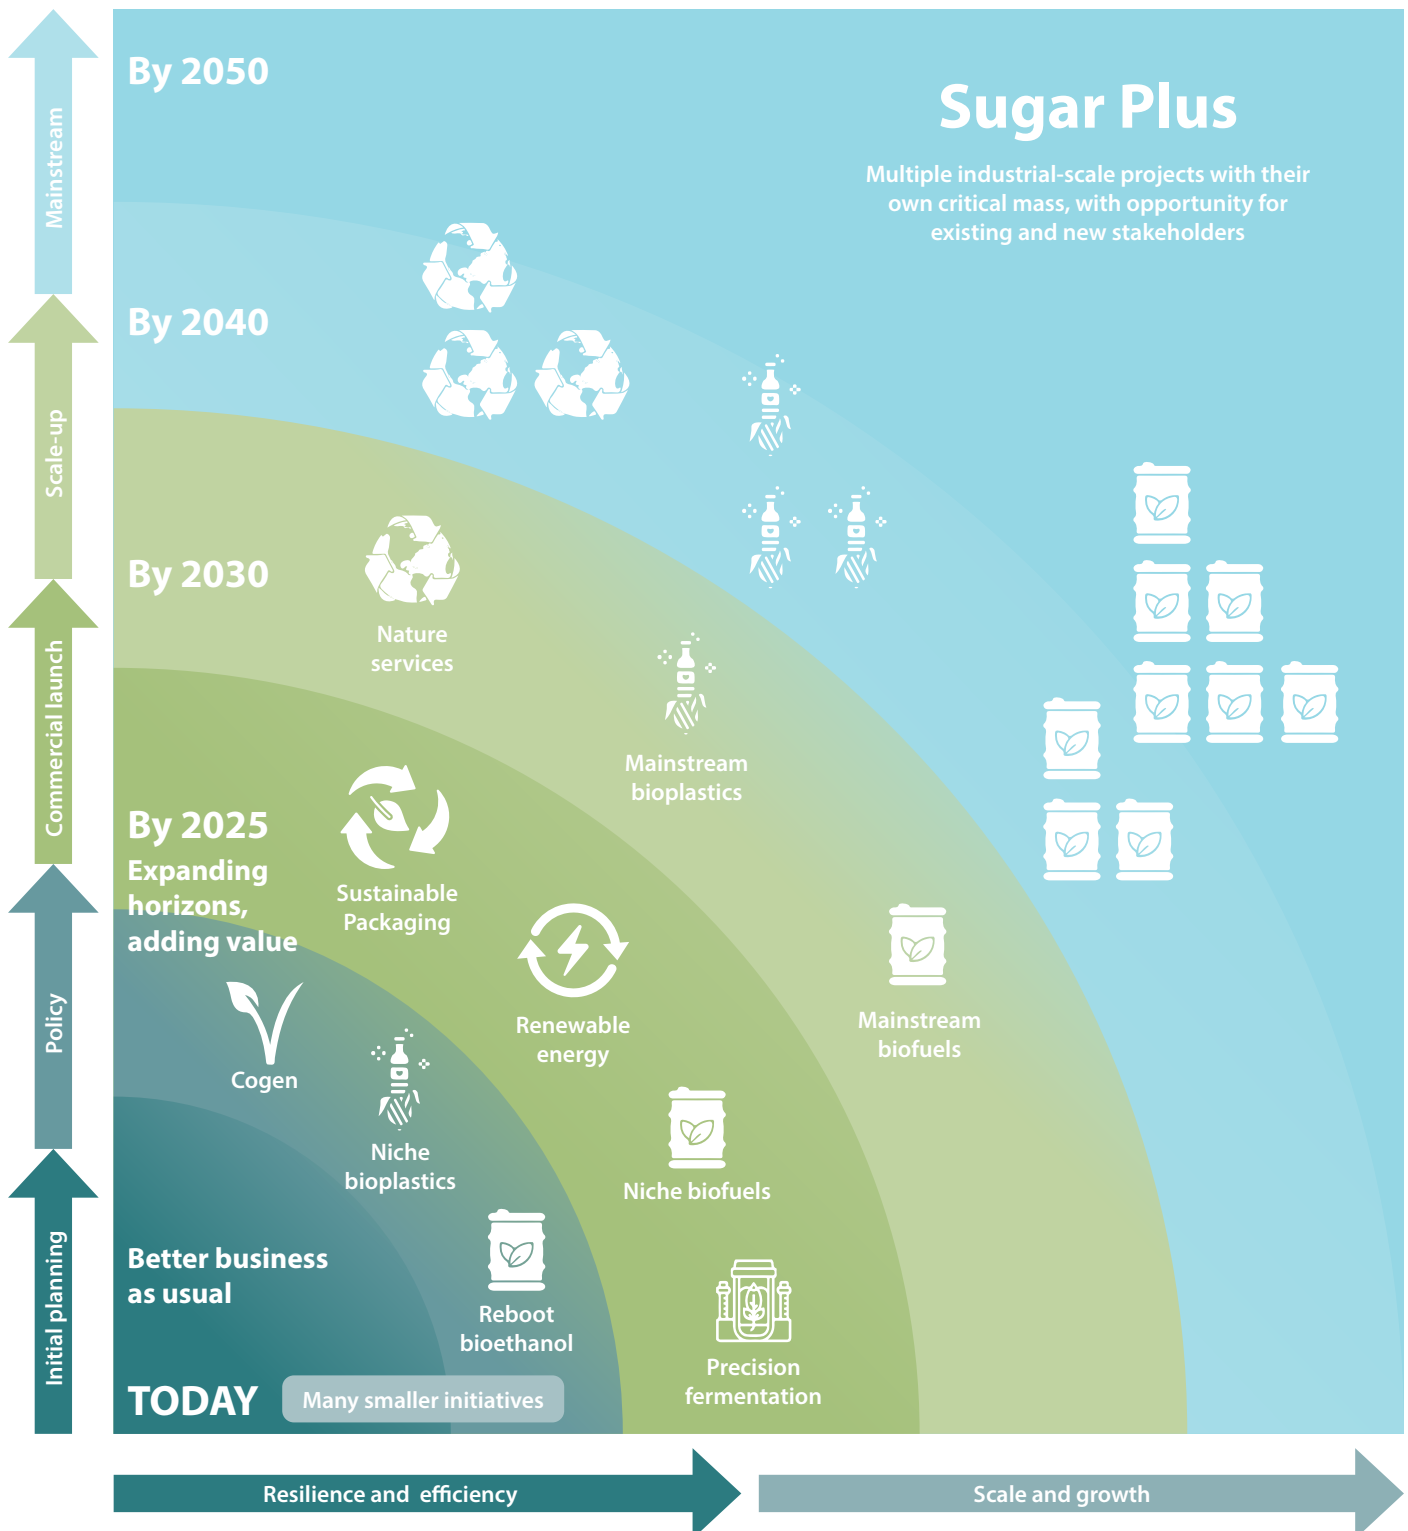 By 2050
Sugar Plus
Multiple industrial-scale projects with their
own critical mass, with opportunity for
existing and new stakeholders
By 2040
By 2030
Nature
services
Mainstream
bioplastics
By 2025
Expanding
horizons,
adding value
Sustainable
Packaging
Renewable
energy
Mainstream
biofuels
Cogen
Niche
bioplastics
Niche biofuels
Better business
as usual
Reboot
bioethanol
Precision
fermentation
TODAY
Many smaller initiatives
Mainstream
Scale-up
Commercial launch
Policy
Initial planning
Resilience and efficiency
Scale and growth